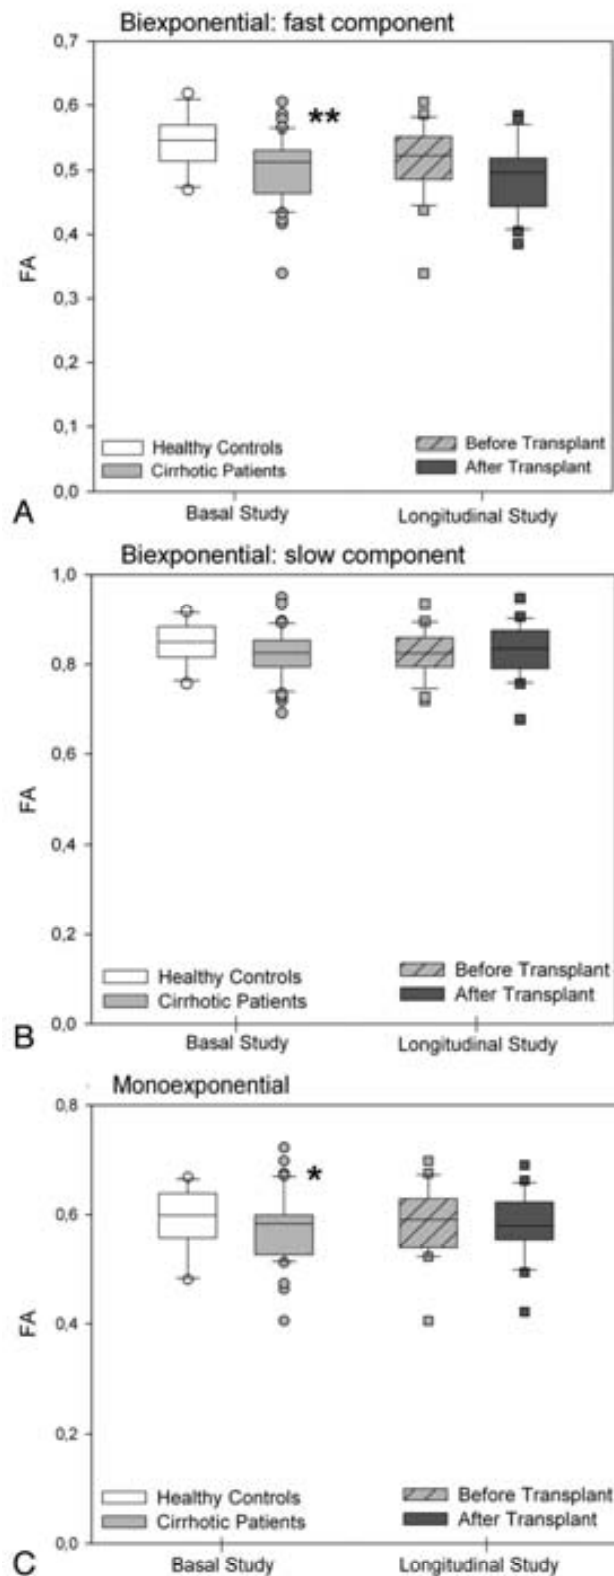 Biexponential: fast component
0,7
0,6
**
0,5
0,4
FA
0,3
0,2
0,1
Healthy Controls Before Transplant
Cirrhotic Patients After Transplant
0,0
A
Basal Study Longitudinal Study
Biexponential: slow component
1,0
0,8
FA
0,6
0,4
0,2
Healthy Controls Before Transplant
Cirrhotic Patients After Transplant
0,0
B
Basal Study Longitudinal Study
Monoexponential
0,8
*
0,6
FA
0,4
0,2
Healthy Controls Before Transplant
Cirrhotic Patients After Transplant
0,0
C
Basal Study Longitudinal Study